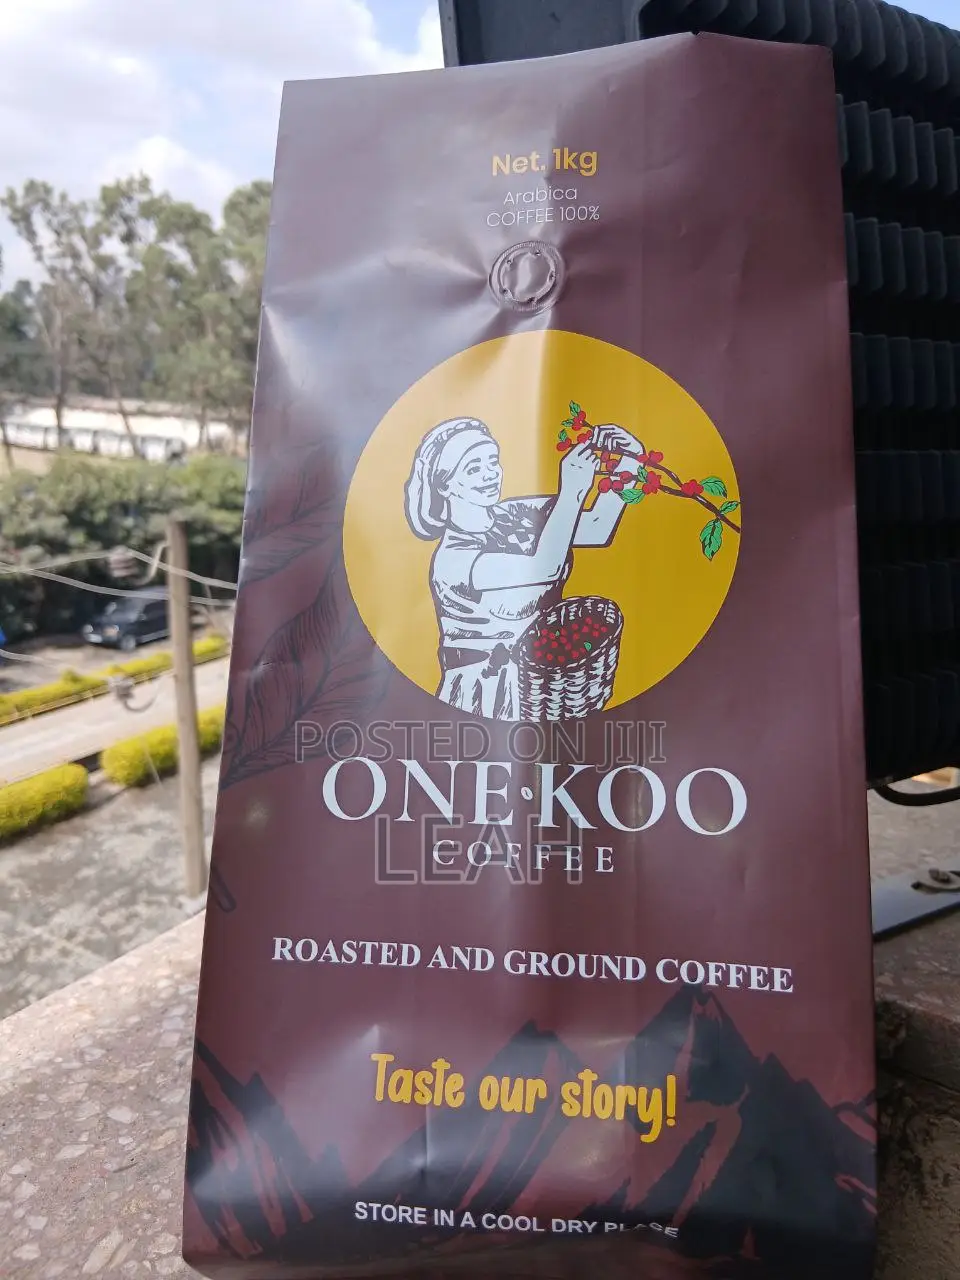 Net. 1kg
Arabica
COFFEE 100%
POSTED ON JIJI
ONE KOO
LEAH
COFFEE
ROASTED AND GROUND COFFEE
Taste our story!
STORE IN A COOL DRY